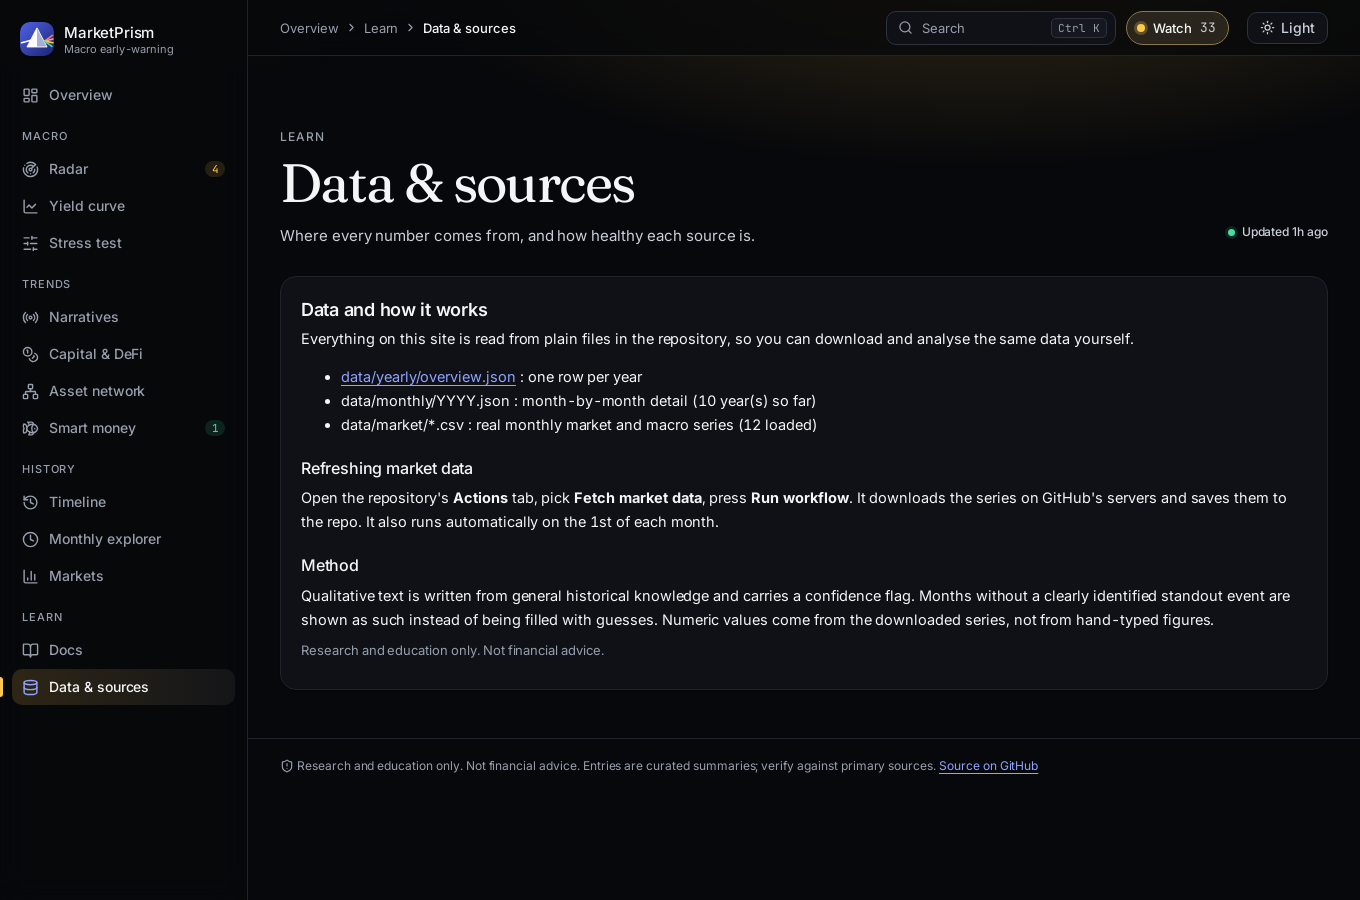 MarketPrism
Macro early-warning
Overview
MACRO
Radar 4
Yield curve
Stress test
TRENDS
Narratives
Capital & DeFi
Asset network
Smart money 1
HISTORY
Timeline
Monthly explorer
Markets
LEARN
Docs
Data & sources
Overview > Learn > Data & sources
Search Ctrl K
Watch 33
Light
LEARN
Data & sources
Where every number comes from, and how healthy each source is.
Updated 1h ago
Data and how it works
Everything on this site is read from plain files in the repository, so you can download and analyse the same data yourself.
• data/yearly/overview.json : one row per year
• data/monthly/YYYY.json : month-by-month detail (10 year(s) so far)
• data/market/*.csv : real monthly market and macro series (12 loaded)
Refreshing market data
Open the repository's Actions tab, pick Fetch market data, press Run workflow. It downloads the series on GitHub's servers and saves them to
the repo. It also runs automatically on the 1st of each month.
Method
Qualitative text is written from general historical knowledge and carries a confidence flag. Months without a clearly identified standout event are
shown as such instead of being filled with guesses. Numeric values come from the downloaded series, not from hand-typed figures.
Research and education only. Not financial advice.
Research and education only. Not financial advice. Entries are curated summaries; verify against primary sources. Source on GitHub